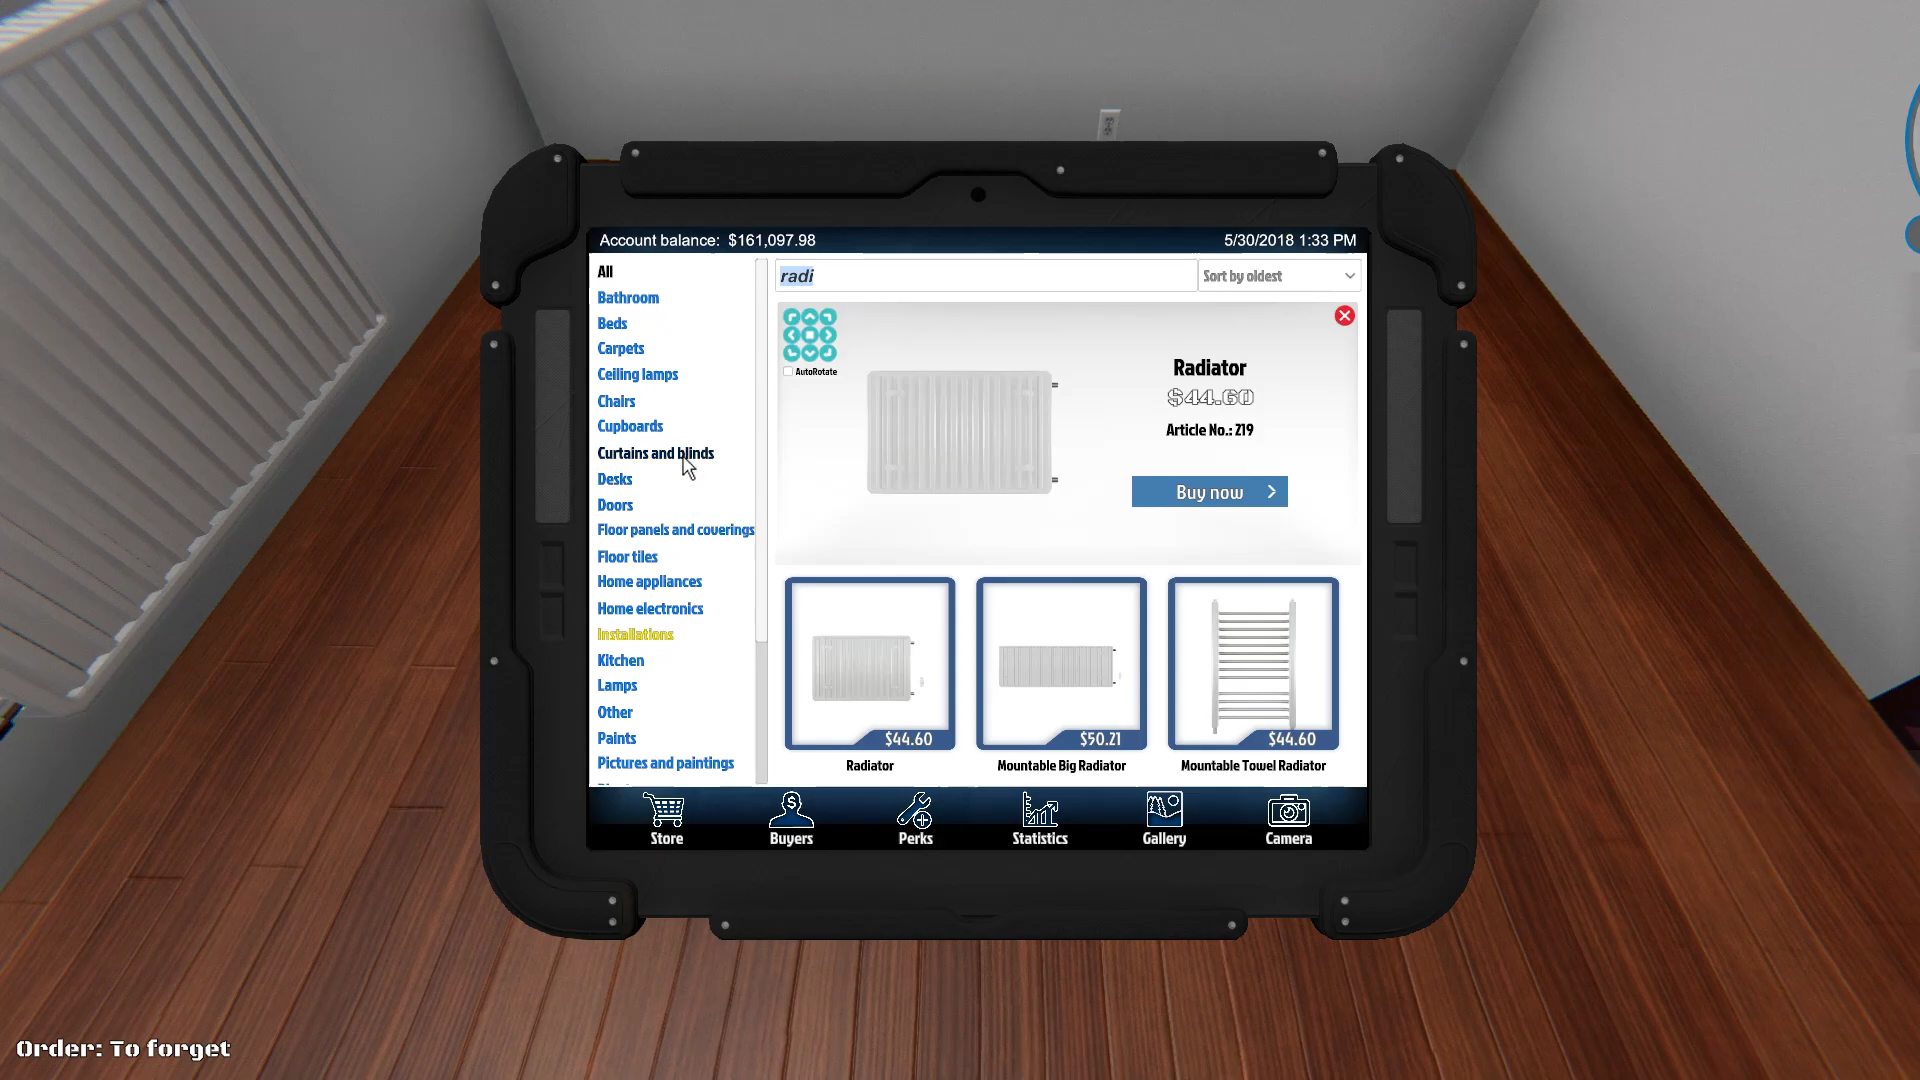 Account balance: $161,097.98
5/30/2018 1:33 PM
All
Bathroom
Beds
Carpets
Ceiling lamps
Chairs
Cupboards
Curtains and blinds
Desks
Doors
Floor panels and coverings
Floor tiles
Home appliances
Home electronics
Installations
Kitchen
Lamps
Other
Paints
Pictures and paintings
radi
Sort by oldest
AutoRotate
Radiator
$44.60
Article No.: 219
Buy now
$44.60
Radiator
$50.21
Mountable Big Radiator
$44.60
Mountable Towel Radiator
Store
Buyers
Perks
Statistics
Gallery
Camera
Order: To forget